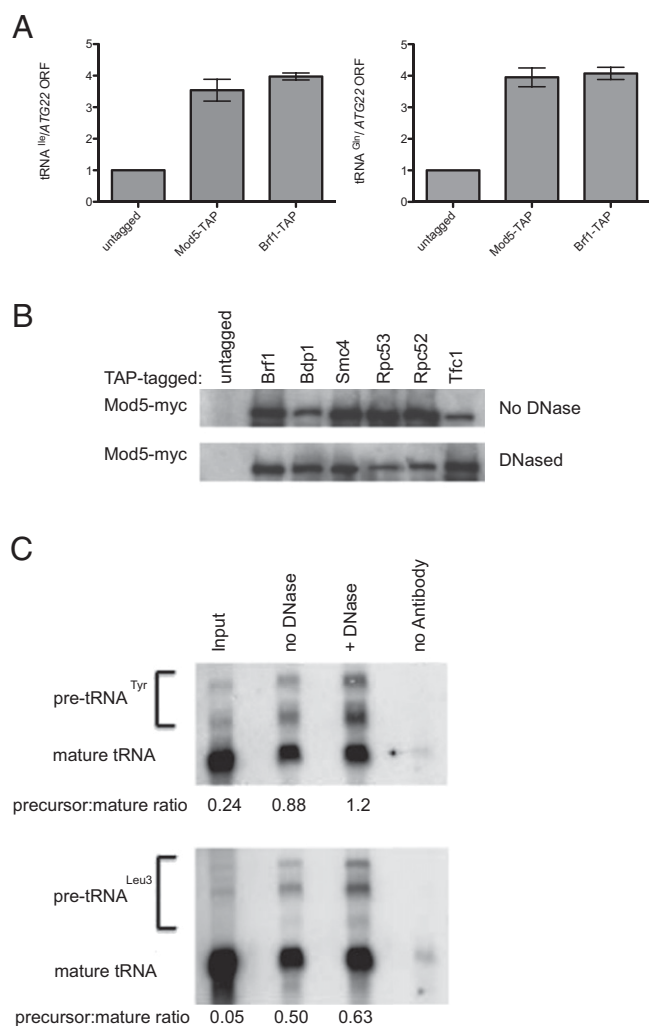 A
tRNA Ile/ATG22 ORF
5
4
3
2
1
0
untagged
Mod5-TAP
Brf1-TAP
tRNA Gln/ATG22 ORF
5
4
3
2
1
0
untagged
Mod5-TAP
Brf1-TAP
B
TAP-tagged: untagged Brf1 Bdp1 Smc4 Rpc53 Rpc52 Tfc1
Mod5-myc No DNase
Mod5-myc DNased
C
Input no DNase + DNase no Antibody
pre-tRNA Tyr
mature tRNA
precursor:mature ratio 0.24 0.88 1.2
pre-tRNA Leu3
mature tRNA
precursor:mature ratio 0.05 0.50 0.63